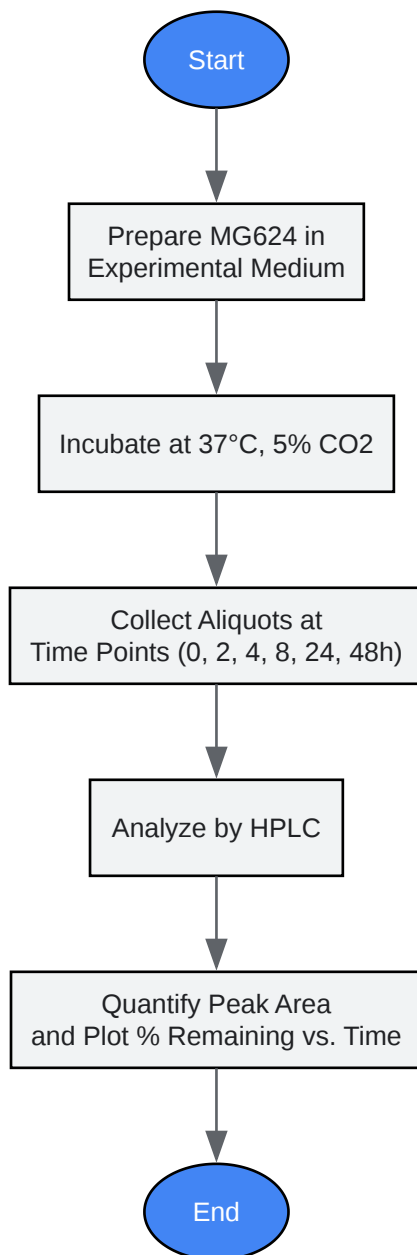 Start
Prepare MG624 in
Experimental Medium
Incubate at 37°C, 5% CO2
Collect Aliquots at
Time Points (0, 2, 4, 8, 24, 48h)
Analyze by HPLC
Quantify Peak Area
and Plot % Remaining vs. Time
End